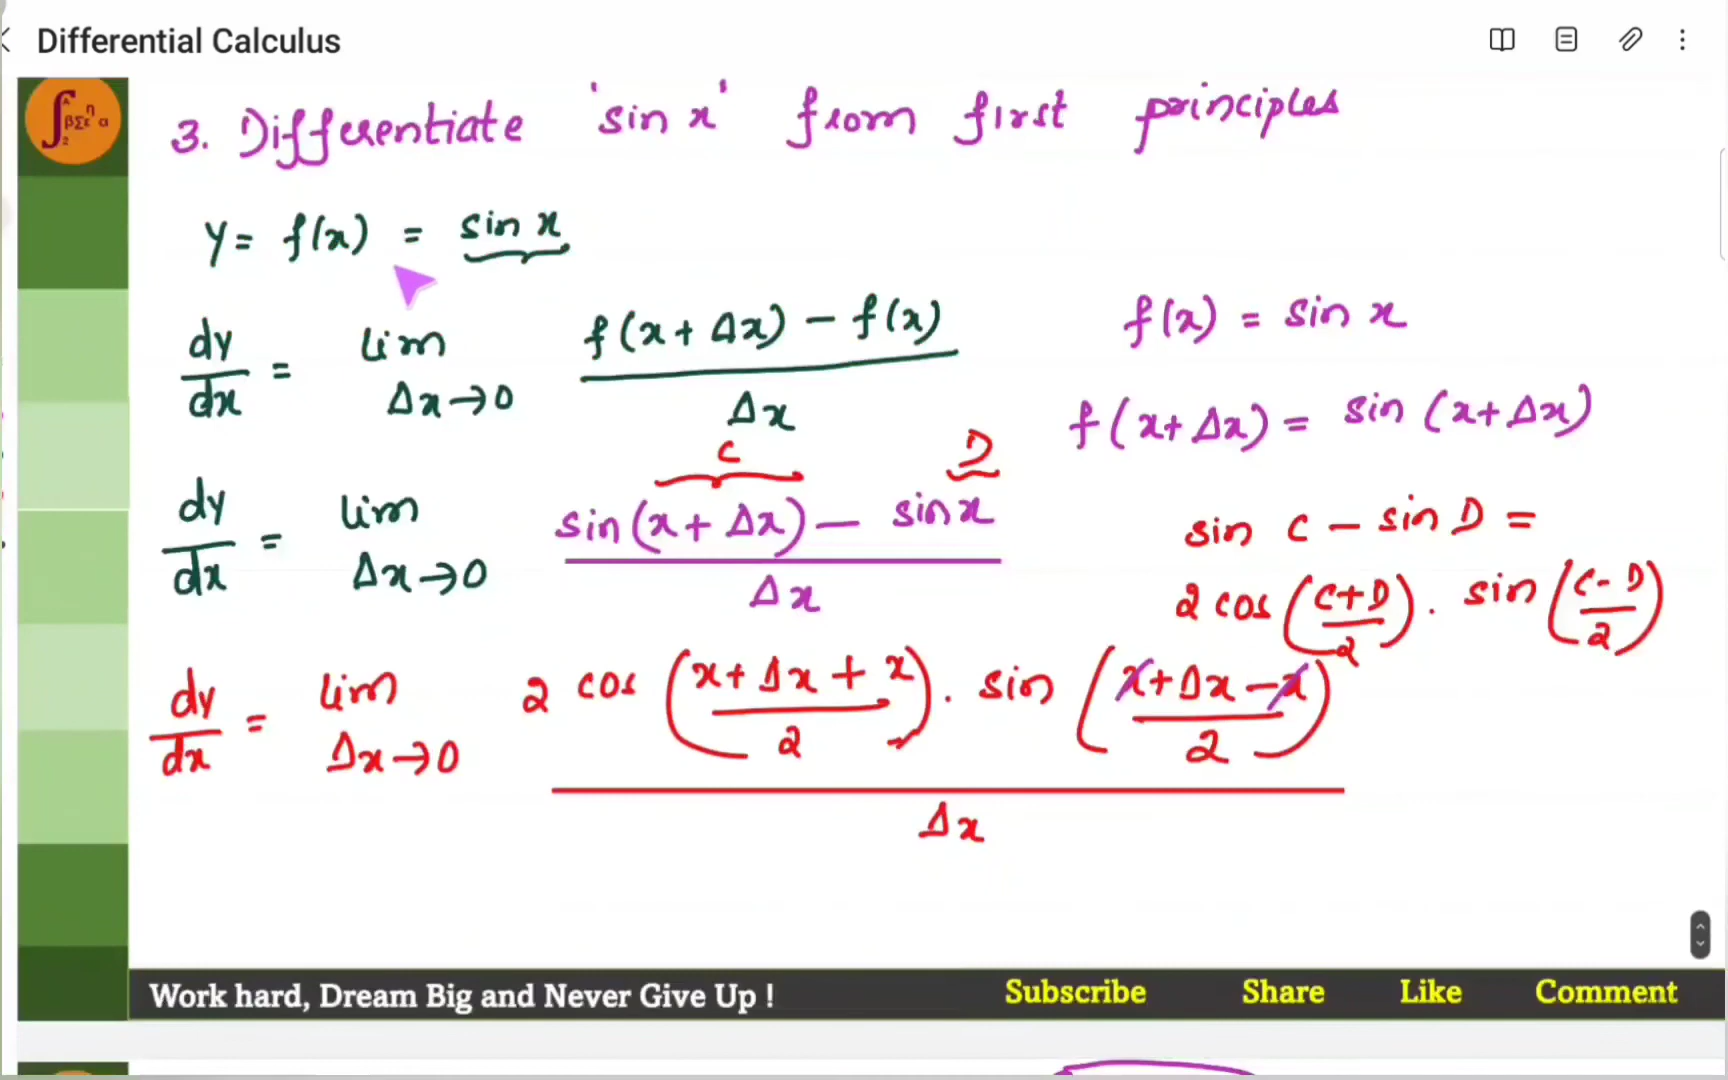 Differential Calculus
3. Differentiate 'sin x' from first principles
y = f(x) = sin x
dy/dx = lim Δx→0 f(x + Δx) − f(x) / Δx
f(x) = sin x
f(x + Δx) = sin (x + Δx)
C D
dy/dx = lim Δx→0 sin(x + Δx) − sin x / Δx
sin C − sin D =
2 cos (C+D/2) . sin (C-D/2)
dy/dx = lim Δx→0 2 cos (x + Δx + x / 2) . sin (x + Δx − x / 2) / Δx
Work hard, Dream Big and Never Give Up !
Subscribe Share Like Comment